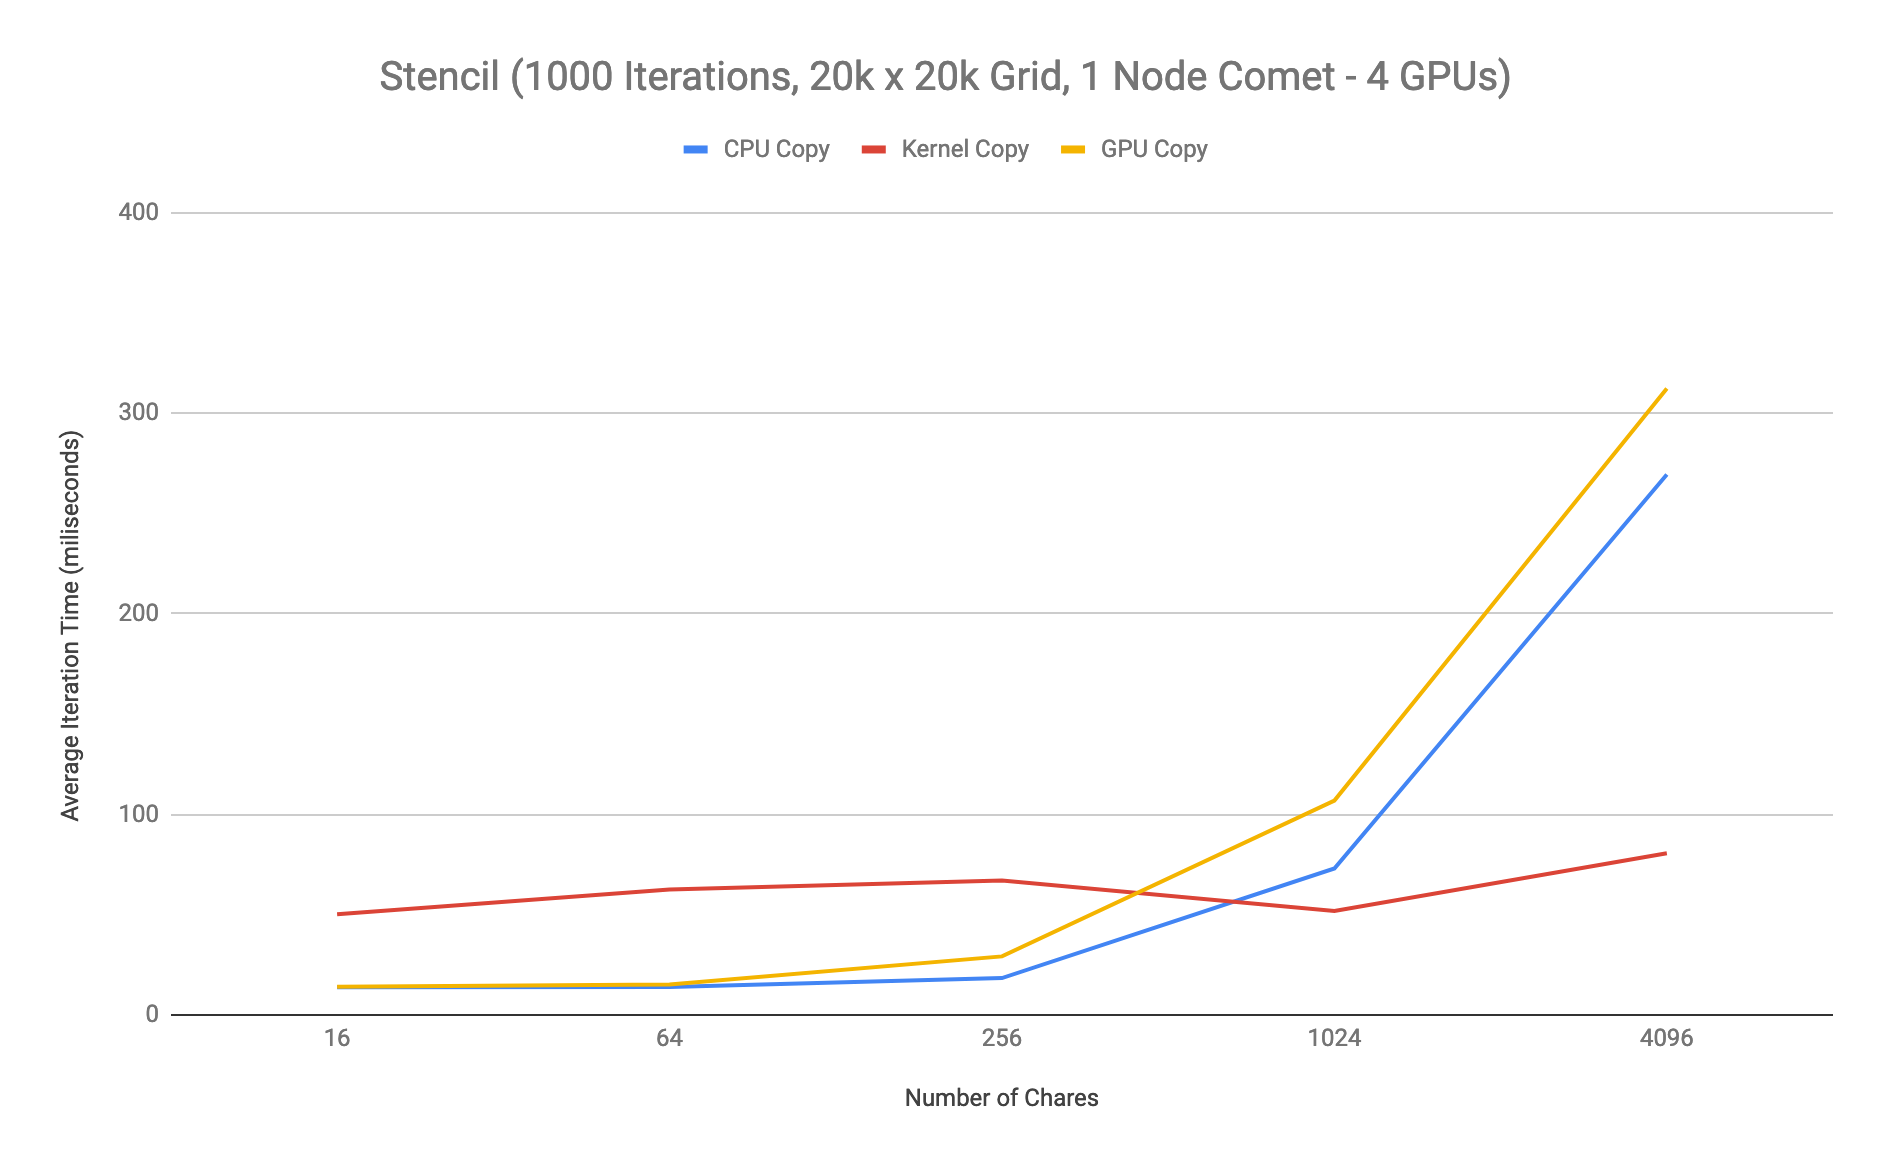 Stencil (1000 Iterations, 20k x 20k Grid, 1 Node Comet - 4 GPUs)
CPU Copy Kernel Copy GPU Copy
400
300
200
100
0
Average Iteration Time (miliseconds)
16 64 256 1024 4096
Number of Chares